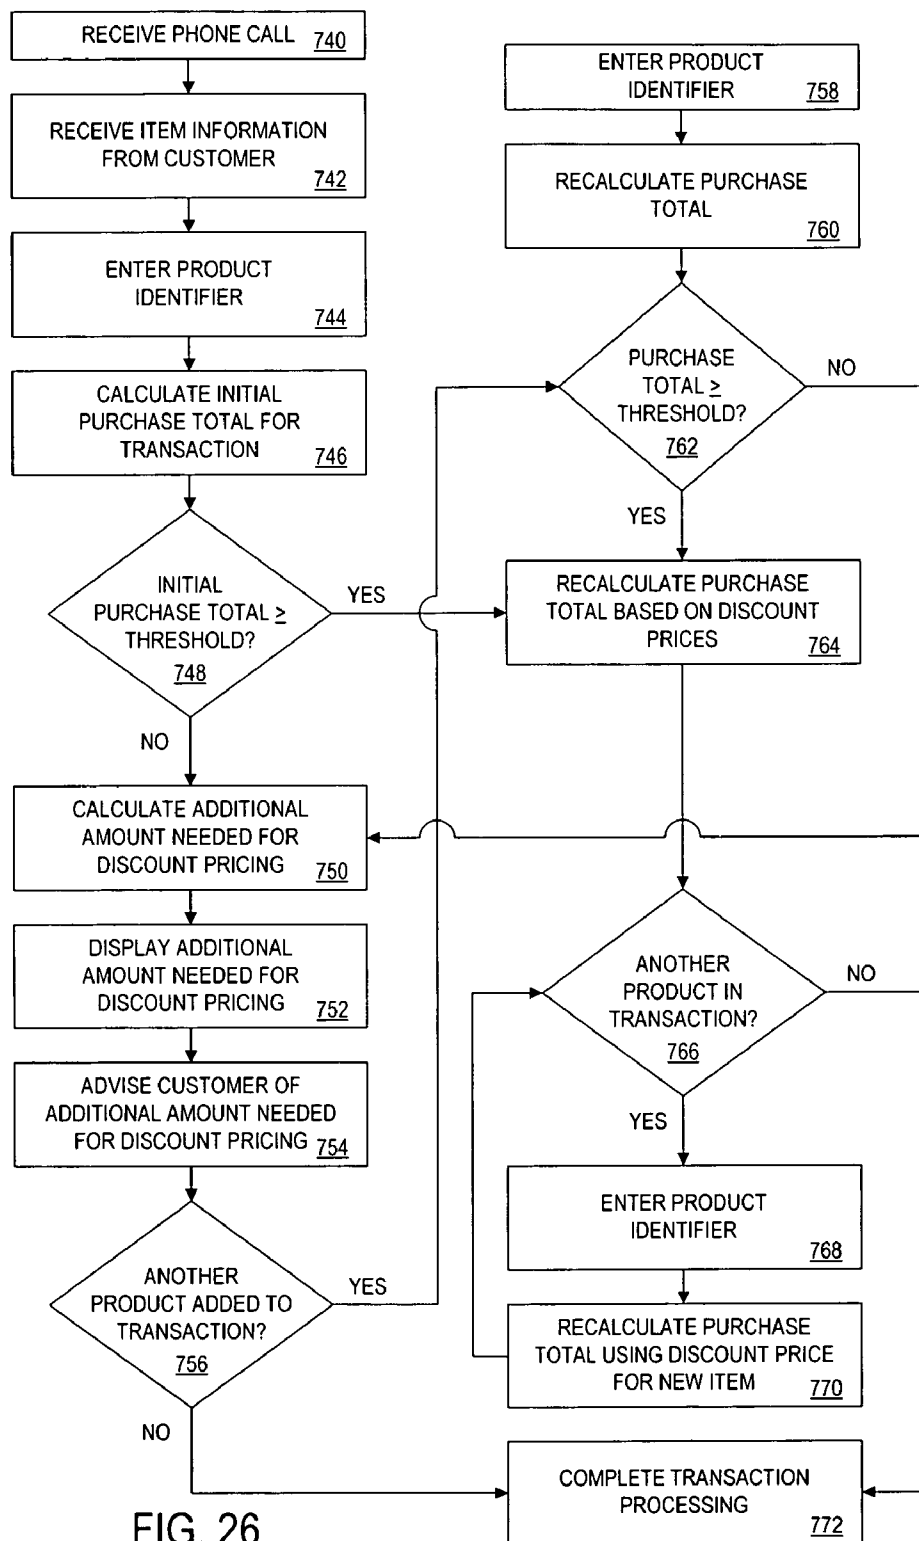 RECEIVE PHONE CALL 740
RECEIVE ITEM INFORMATION
FROM CUSTOMER
742
ENTER PRODUCT
IDENTIFIER
744
CALCULATE INITIAL
PURCHASE TOTAL FOR
TRANSACTION
746
INITIAL
PURCHASE TOTAL ≥
THRESHOLD?
748
YES
NO
CALCULATE ADDITIONAL
AMOUNT NEEDED FOR
DISCOUNT PRICING
750
DISPLAY ADDITIONAL
AMOUNT NEEDED FOR
DISCOUNT PRICING
752
ADVISE CUSTOMER OF
ADDITIONAL AMOUNT NEEDED
FOR DISCOUNT PRICING
754
ANOTHER
PRODUCT ADDED TO
TRANSACTION?
756
YES
NO
ENTER PRODUCT
IDENTIFIER
758
RECALCULATE PURCHASE
TOTAL
760
PURCHASE
TOTAL ≥
THRESHOLD?
762
NO
YES
RECALCULATE PURCHASE
TOTAL BASED ON DISCOUNT
PRICES
764
ANOTHER
PRODUCT IN
TRANSACTION?
766
NO
YES
ENTER PRODUCT
IDENTIFIER
768
RECALCULATE PURCHASE
TOTAL USING DISCOUNT PRICE
FOR NEW ITEM
770
COMPLETE TRANSACTION
PROCESSING
772
FIG. 26